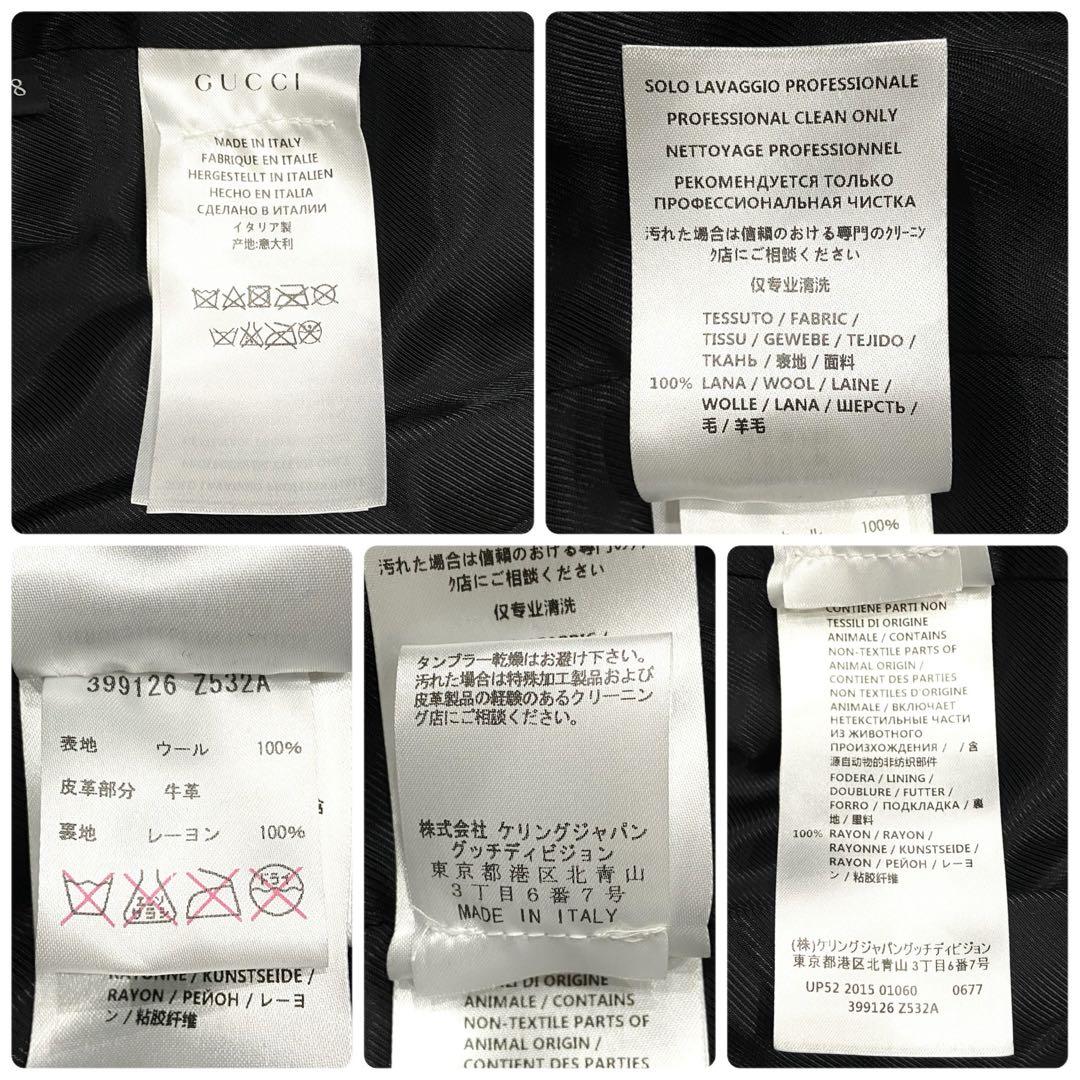 8
GUCCI
MADE IN ITALY
FABRIQUE EN ITALIE
HERGESTELLT IN ITALIEN
HECHO EN ITALIA
СДЕЛАНО В ИТАЛИИ
イタリア製
产地:意大利
SOLO LAVAGGIO PROFESSIONALE
PROFESSIONAL CLEAN ONLY
NETTOYAGE PROFESSIONNEL
РЕКОМЕНДУЕТСЯ ТОЛЬКО
ПРОФЕССИОНАЛЬНАЯ ЧИСТКА
汚れた場合は信頼のおける専門のｸﾘｰﾆﾝ
ｸ店にご相談ください
仅专业清洗
TESSUTO / FABRIC /
TISSU / GEWEBE / TEJIDO /
ТКАНЬ / 表地 / 面料
100% LANA / WOOL / LAINE /
WOLLE / LANA / ШЕРСТЬ /
毛 / 羊毛
100%
399126 Z532A
表地 ウール 100%
皮革部分 牛革
裏地 レーヨン 100%
エンソサラシ
ドライ
RAYONNE / KUNSTSEIDE /
RAYON / РЕЙОН / レーヨ
ン / 粘胶纤维
汚れた場合は信頼のおける専門のｸ
ｸ店にご相談ください
仅专业清洗
タンブラー乾燥はお避け下さい。
汚れた場合は特殊加工製品および
皮革製品の経験のあるクリーニン
グ店にご相談ください。
株式会社 ケリングジャパン
グッチディビジョン
東京都港区北青山
3丁目6番7号
MADE IN ITALY
ILI DI ORIGINE
ANIMALE / CONTAINS
NON-TEXTILE PARTS OF
ANIMAL ORIGIN /
CONTIENT DES PARTIES
CONTIENE PARTI NON
TESSILI DI ORIGINE
ANIMALE / CONTAINS
NON-TEXTILE PARTS OF
ANIMAL ORIGIN /
CONTIENT DES PARTIES
NON TEXTILES D'ORIGINE
ANIMALE / ВКЛЮЧАЕТ
НЕТЕКСТИЛЬНЫЕ ЧАСТИ
ИЗ ЖИВОТНОГО
ПРОИСХОЖДЕНИЯ / / 含
源自动物的非纺织部件
FODERA / LINING /
DOUBLURE / FUTTER /
FORRO / ПОДКЛАДКА / 裏
地 / 里料
100% RAYON / RAYON /
RAYONNE / KUNSTSEIDE /
RAYON / РЕЙОН / レーヨ
ン / 粘胶纤维
(株)ケリングジャパングッチディビジョン
東京都港区北青山3丁目6番7号
UP52 2015 01060 0677
399126 Z532A